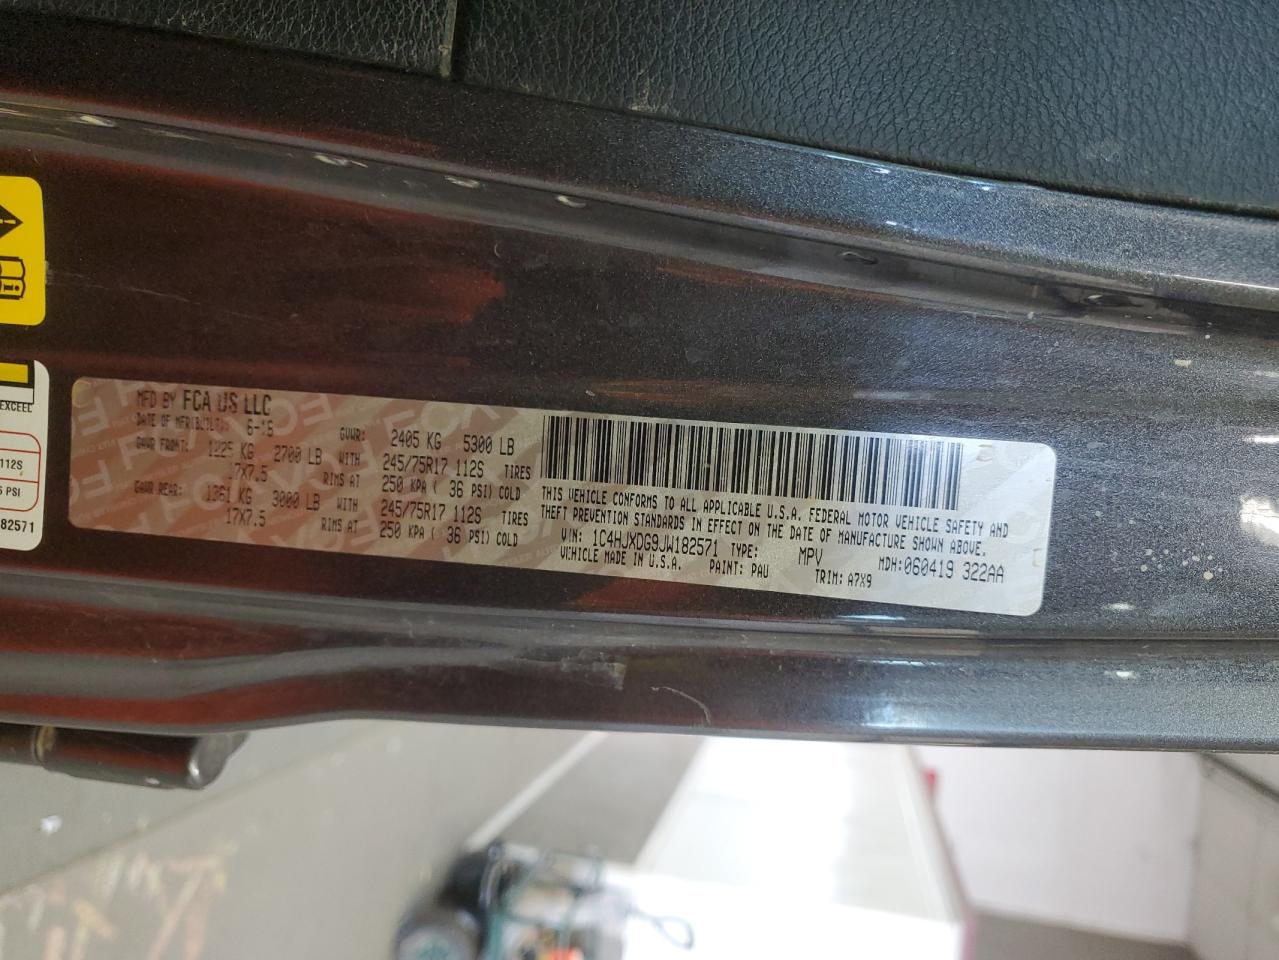 MFD BY FCA US LLC
DATE OF MFR
GVWR: 2405 KG 5300 LB
GAWR FRONT: 1225 KG 2700 LB WITH 245/75R17 112S TIRES
17X7.5 RIMS AT 250 KPA ( 36 PSI) COLD
GAWR REAR: 1361 KG 3000 LB WITH 245/75R17 112S TIRES
17X7.5 RIMS AT 250 KPA ( 36 PSI) COLD
THIS VEHICLE CONFORMS TO ALL APPLICABLE U.S.A. FEDERAL MOTOR VEHICLE SAFETY AND
THEFT PREVENTION STANDARDS IN EFFECT ON THE DATE OF MANUFACTURE SHOWN ABOVE.
VIN: 1C4HJXDG9JW182571 TYPE: MPV MDH:060419 322AA
VEHICLE MADE IN U.S.A. PAINT: PAU TRIM: A7X9
EXCEEL
112S
PSI
82571